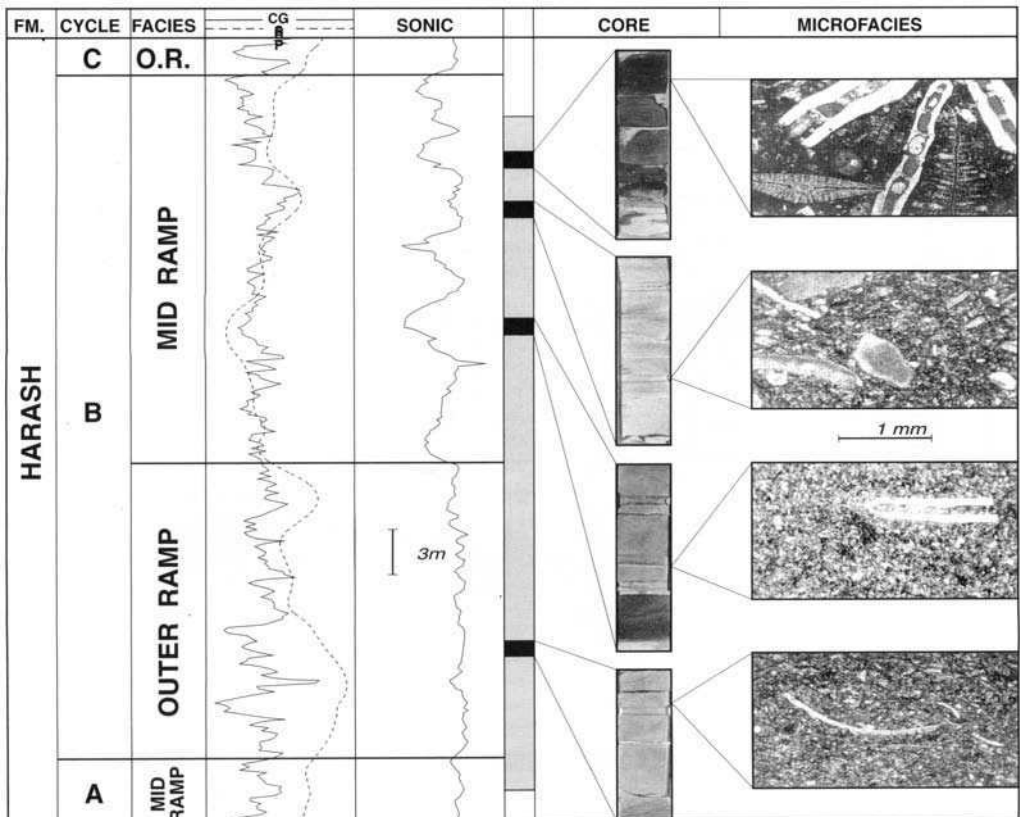 FM. CYCLE FACIES CG SONIC CORE MICROFACIES
C O.R.
HARASH
B
MID RAMP
1 mm
OUTER RAMP
3m
A
MID
RAMP